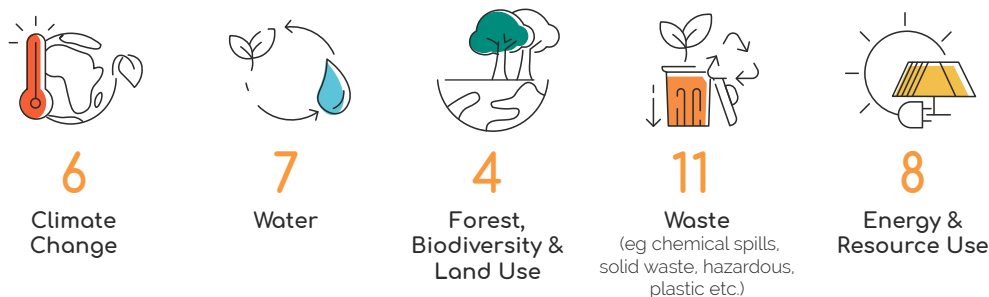 6
Climate
Change
7
Water
4
Forest,
Biodiversity &
Land Use
11
Waste
(eg chemical spills,
solid waste, hazardous,
plastic etc.)
8
Energy &
Resource Use